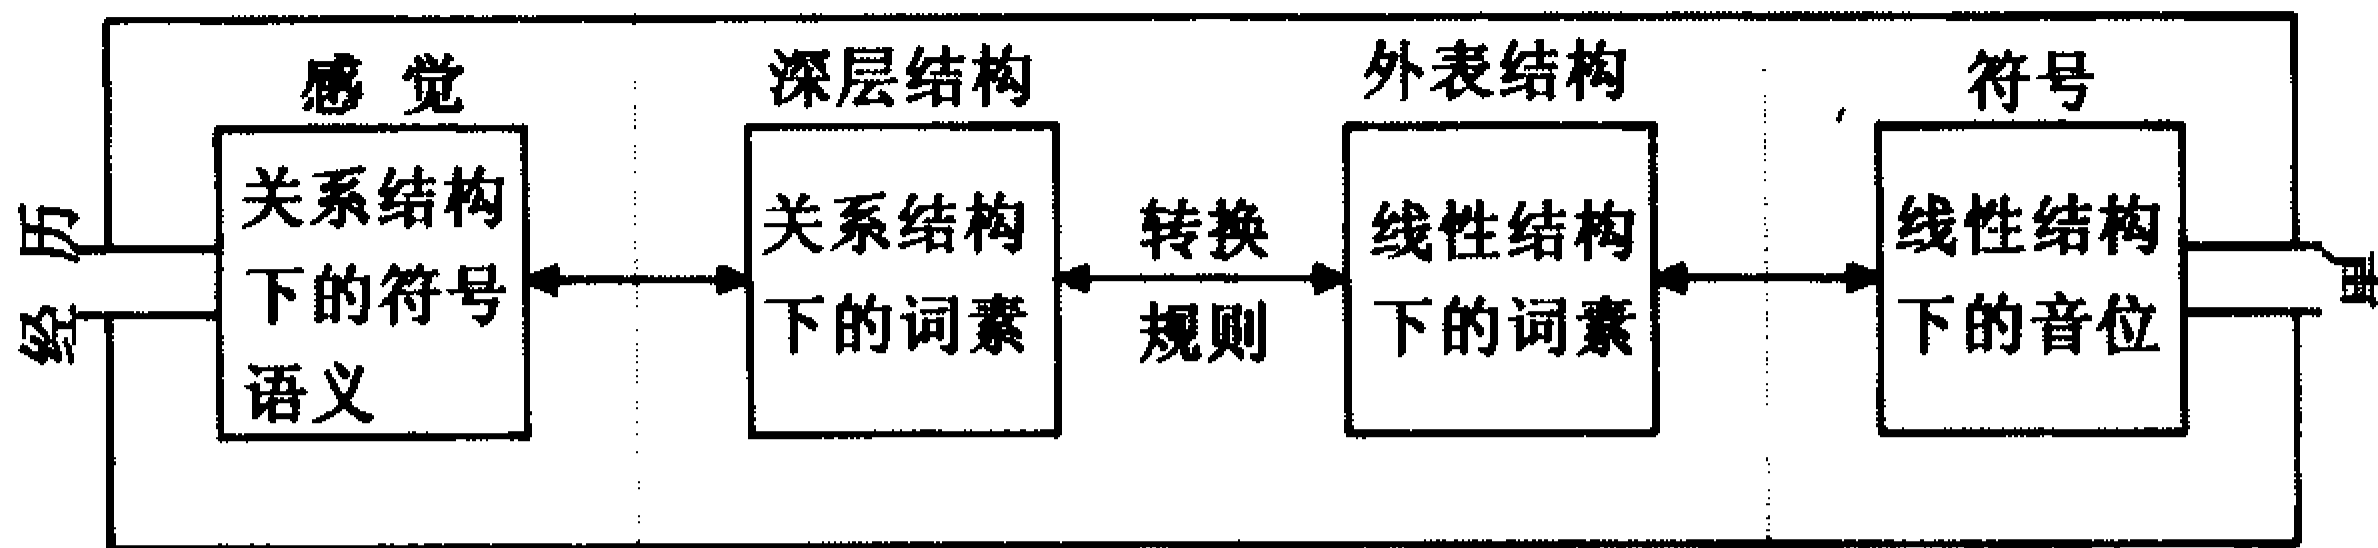 感 觉
深层结构
外表结构
符号
经历
关系结构
下的符号
语义
关系结构
下的词素
转换
规则
线性结构
下的词素
线性结构
下的音位